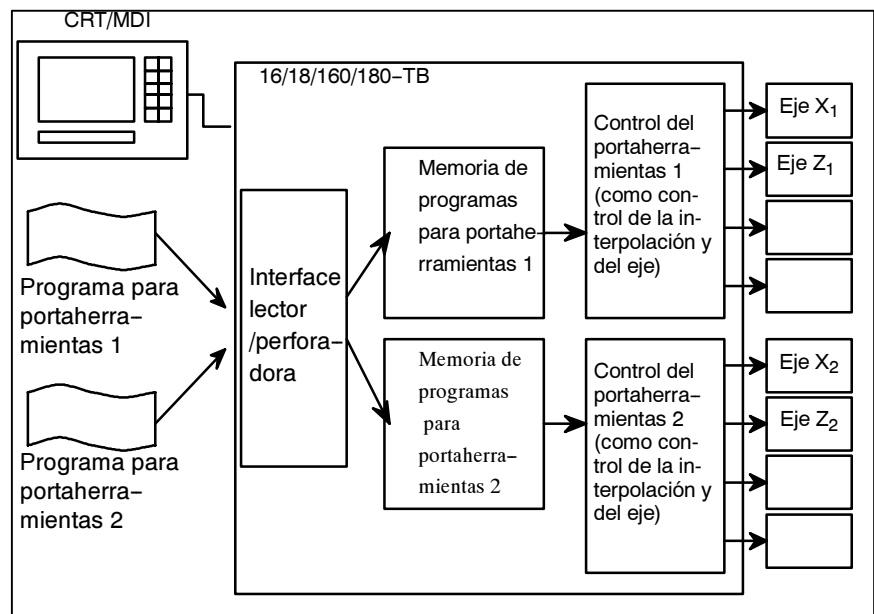 CRT/MDI
16/18/160/180–TB
Programa para
portaherra–
mientas 1
Programa para
portaherra–
mientas 2
Interface
lector
/perfora–
dora
Memoria de
programas
para portahe–
rramientas 1
Memoria de
programas
para
portaherra–
mientas 2
Control del
portaherra–
mientas 1
(como con-
trol de la in-
terpolación y
del eje)
Control del
portaherra–
mientas 2
(como con-
trol de la in-
terpolación y
del eje)
Eje X1
Eje Z1
Eje X2
Eje Z2